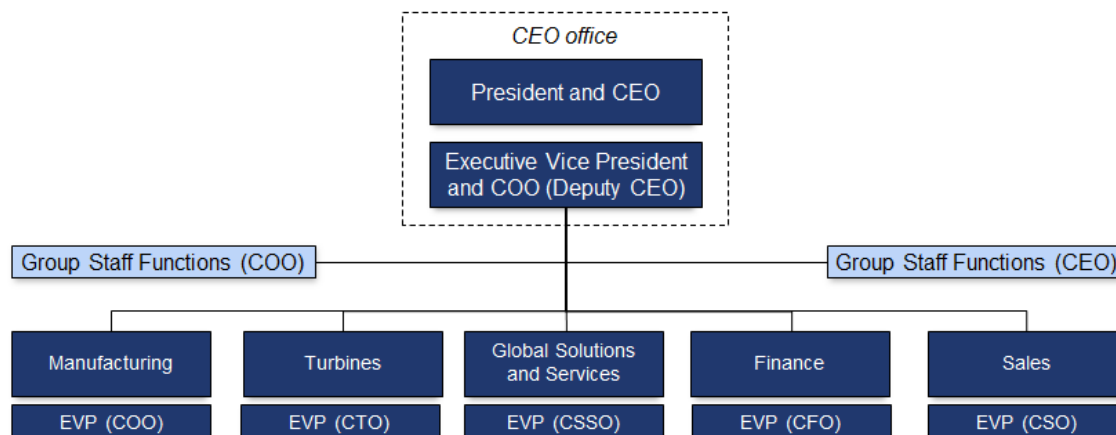 CEO office
President and CEO
Executive Vice President
and COO (Deputy CEO)
Group Staff Functions (COO)
Group Staff Functions (CEO)
Manufacturing
Turbines
Global Solutions
and Services
Finance
Sales
EVP (COO)
EVP (CTO)
EVP (CSSO)
EVP (CFO)
EVP (CSO)